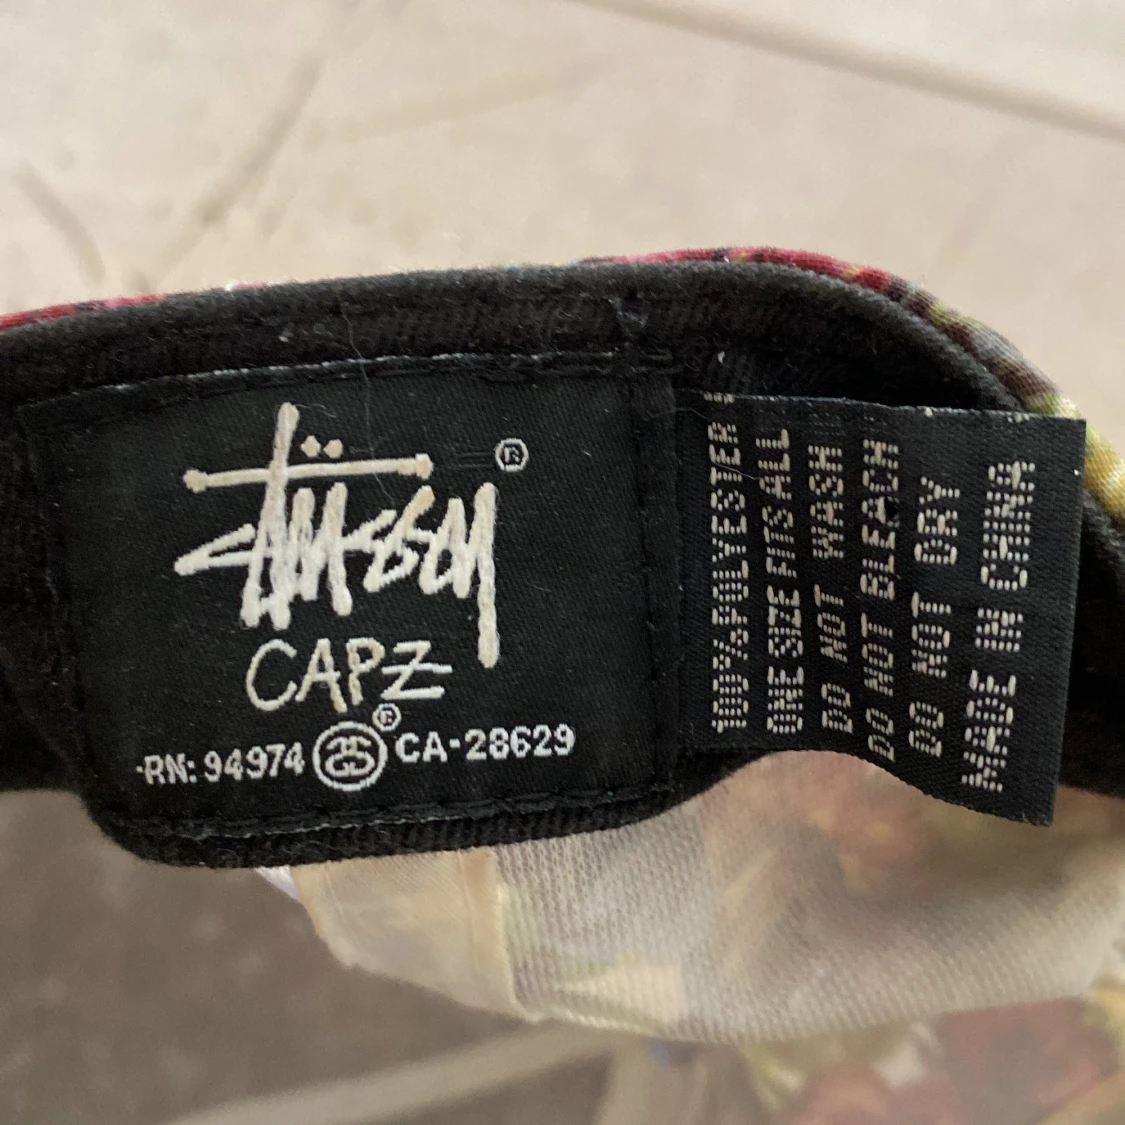 Stüssy ®
CAPZ
®
RN: 94974 SS CA-28629
100%POLYESTER
ONE SIZE FITS ALL
DO NOT WASH
DO NOT BLEACH
DO NOT DRY
MADE IN CHINA